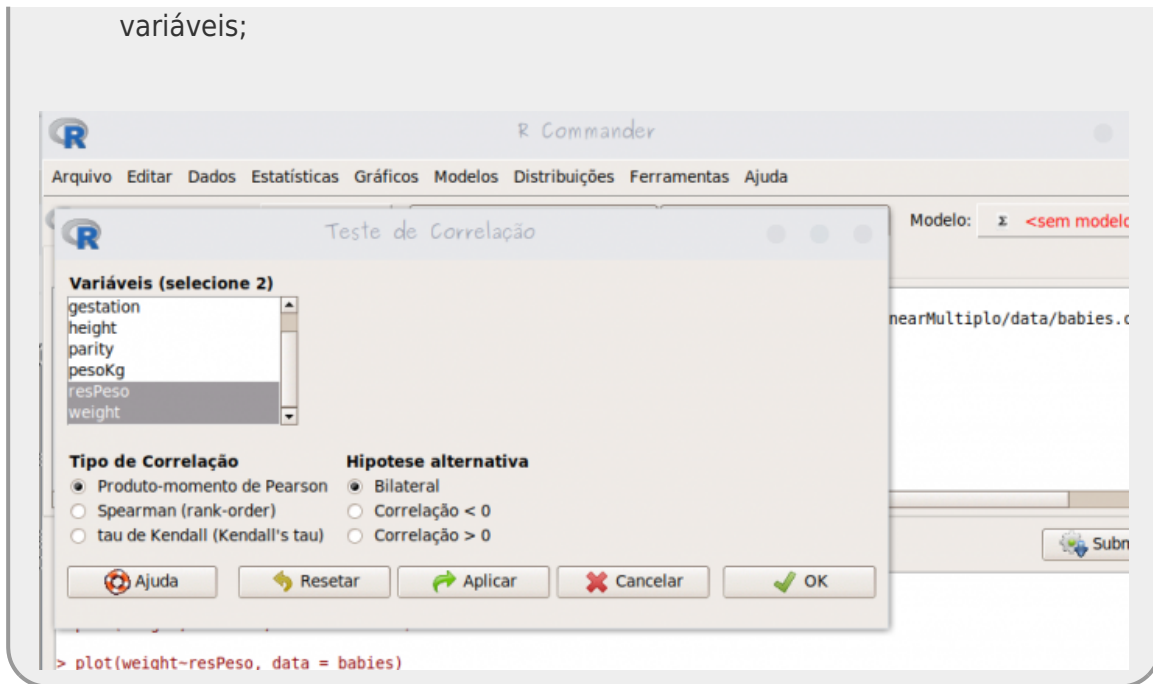 variáveis;
R Commander
Arquivo Editar Dados Estatísticas Gráficos Modelos Distribuições Ferramentas Ajuda
Modelo: Σ <sem modelo
Teste de Correlação
Variáveis (selecione 2)
gestation
height
parity
pesoKg
resPeso
weight
nearMultiplo/data/babies.c
Tipo de Correlação Hipotese alternativa
Produto-momento de Pearson Bilateral
Spearman (rank-order) Correlação < 0
tau de Kendall (Kendall's tau) Correlação > 0
Subm
Ajuda Resetar Aplicar Cancelar OK
> plot(weight~resPeso, data = babies)